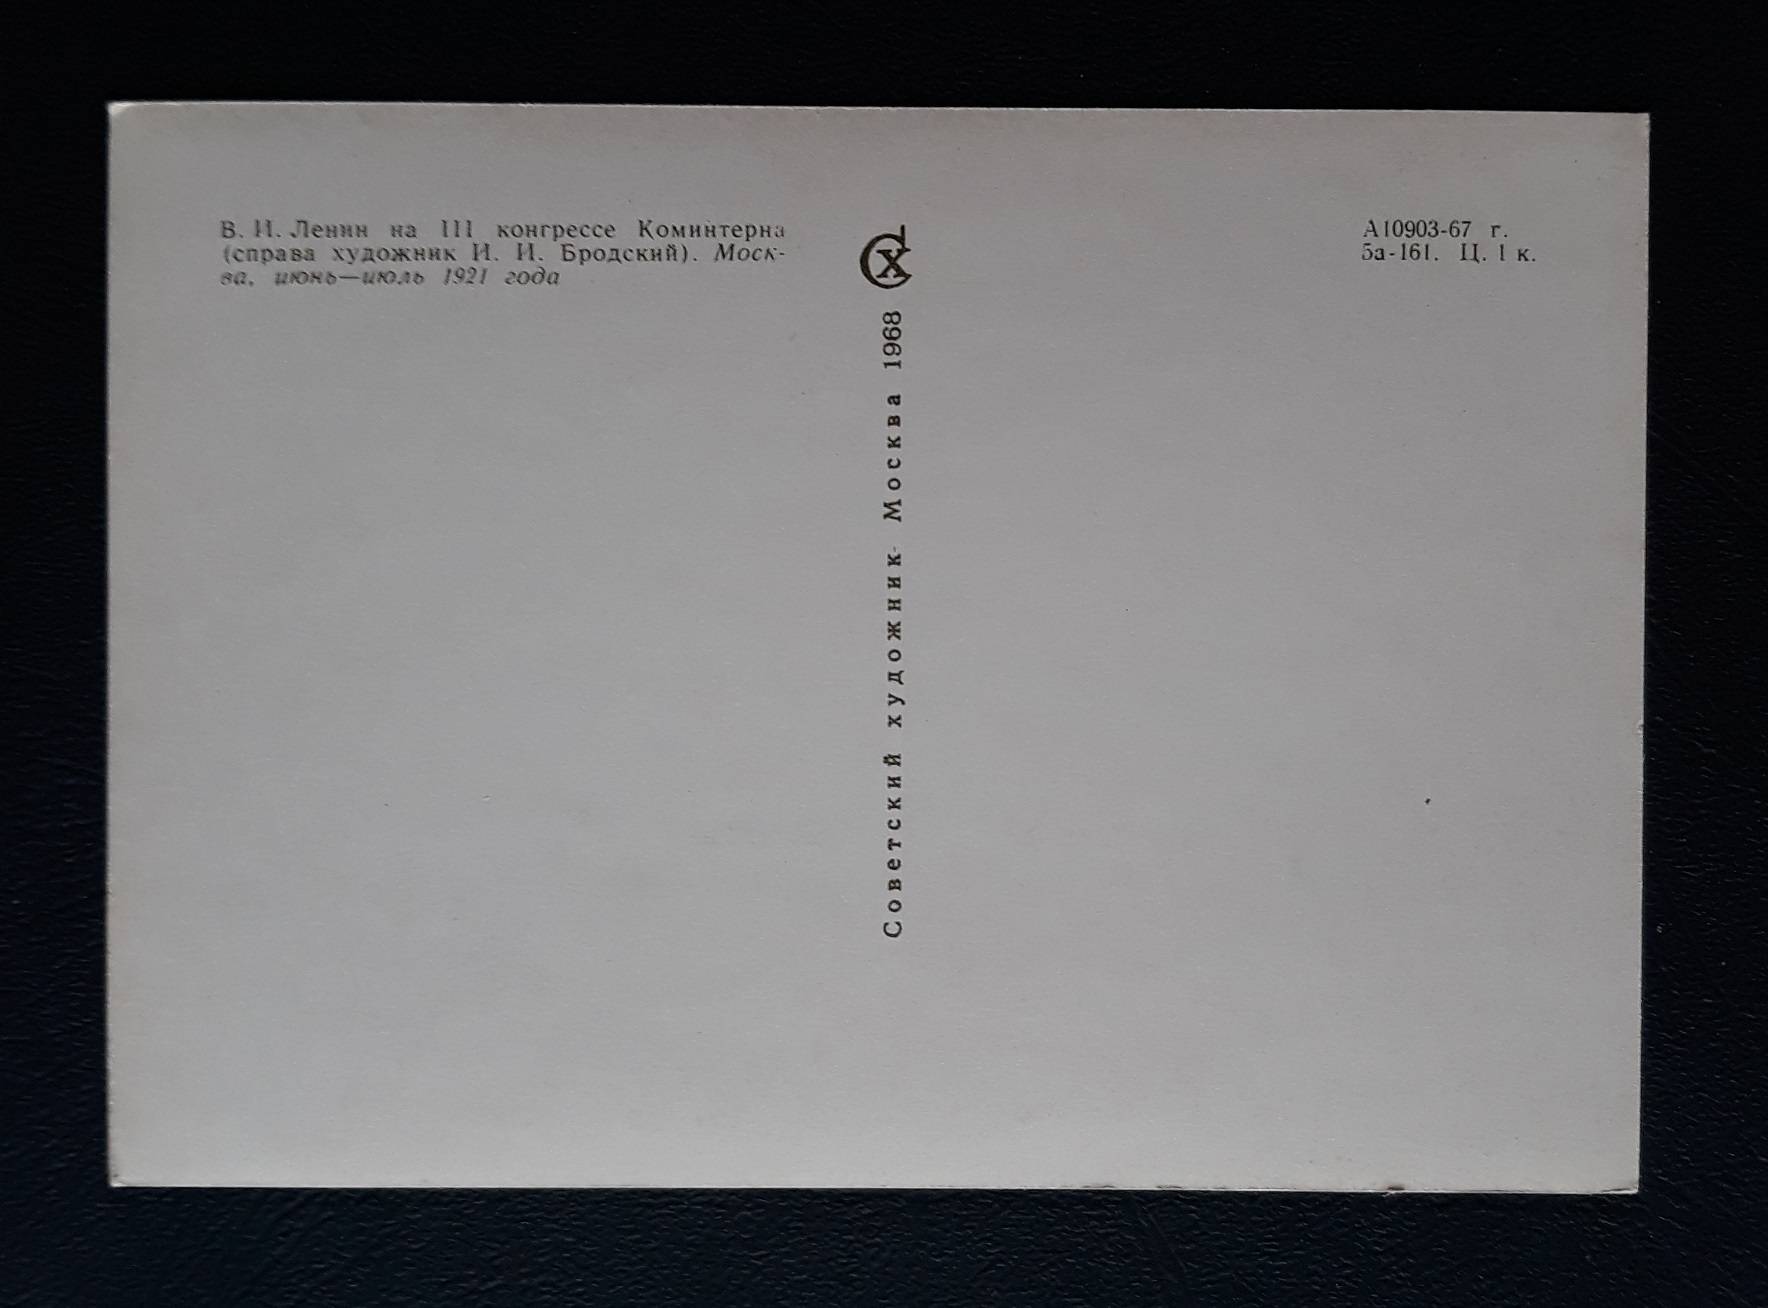 В. И. Ленин на III конгрессе Коминтерна
(справа художник И. И. Бродский). Моск-
ва, июнь—июль 1921 года
СХ
Советский художник · Москва 1968
А10903-67 г.
5а-161. Ц. 1 к.